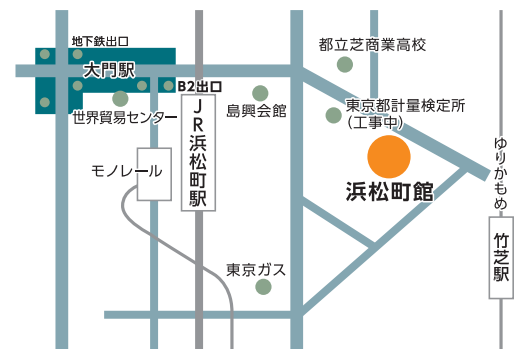 地下鉄出口
大門駅
B2出口
世界貿易センター
モノレール
JR浜松町駅
島興会館
東京ガス
都立芝商業高校
東京都計量検定所
(工事中)
浜松町館
ゆりかもめ
竹芝駅